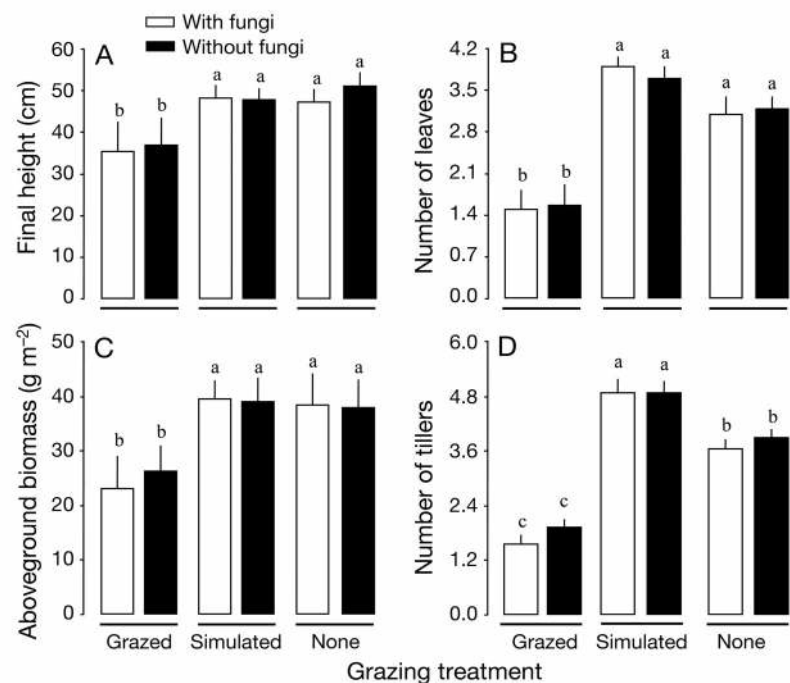 With fungi
Without fungi
A
Final height (cm)
60
50
40
30
20
10
0
b b a a a a
B
Number of leaves
4.2
3.5
2.8
2.1
1.4
0.7
0.0
b b a a a a
C
Aboveground biomass (g m⁻²)
50
40
30
20
10
0
b b a a a a
Grazed Simulated None
D
Number of tillers
6.0
4.8
3.6
2.4
1.2
0.0
c c a a b b
Grazed Simulated None
Grazing treatment